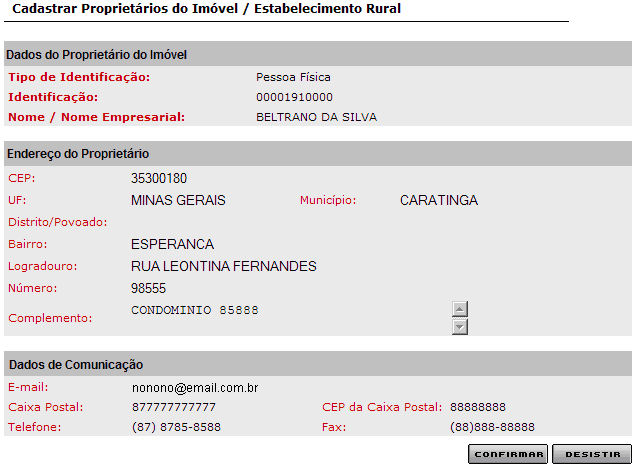 Cadastrar Proprietários do Imóvel / Estabelecimento Rural
Dados do Proprietário do Imóvel
Tipo de Identificação: Pessoa Física
Identificação: 00001910000
Nome / Nome Empresarial: BELTRANO DA SILVA
Endereço do Proprietário
CEP: 35300180
UF: MINAS GERAIS Município: CARATINGA
Distrito/Povoado:
Bairro: ESPERANCA
Logradouro: RUA LEONTINA FERNANDES
Número: 98555
Complemento: CONDOMINIO 85888
Dados de Comunicação
E-mail: nonono@email.com.br
Caixa Postal: 877777777777 CEP da Caixa Postal: 88888888
Telefone: (87) 8785-8588 Fax: (88)888-88888
CONFIRMAR DESISTIR